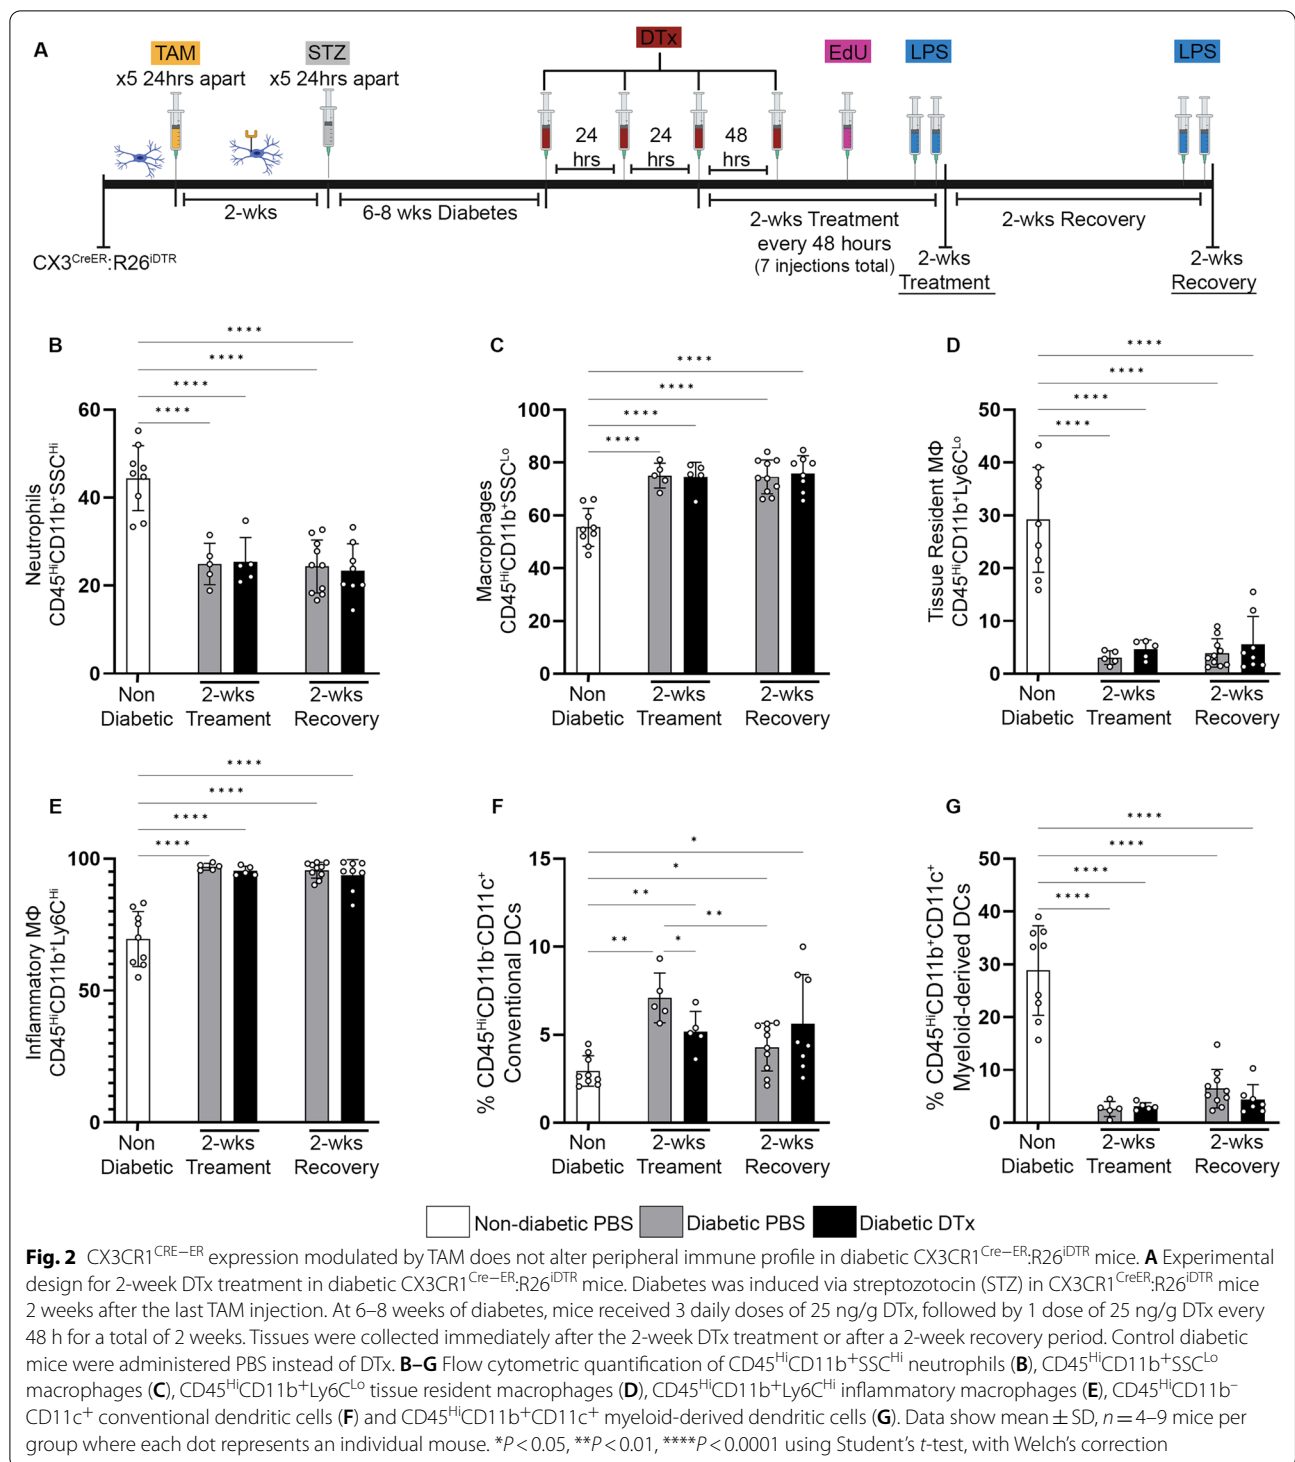 A
TAM
x5 24hrs apart
STZ
x5 24hrs apart
DTx
EdU
LPS
LPS
24
hrs
24
hrs
48
hrs
2-wks
6-8 wks Diabetes
2-wks Treatment
every 48 hours
(7 injections total)
2-wks Recovery
CX3CreER:R26iDTR
2-wks
Treatment
2-wks
Recovery
B
****
****
****
****
Neutrophils
CD45HiCD11b+SSCHi
60
40
20
0
Non
Diabetic
2-wks
Treament
2-wks
Recovery
C
****
****
****
****
Macrophages
CD45HiCD11b+SSCLo
100
80
60
40
20
0
Non
Diabetic
2-wks
Treament
2-wks
Recovery
D
****
****
****
****
Tissue Resident MΦ
CD45HiCD11b+Ly6CLo
50
40
30
20
10
0
Non
Diabetic
2-wks
Treament
2-wks
Recovery
E
****
****
****
****
Inflammatory MΦ
CD45HiCD11b+Ly6CHi
100
50
0
Non
Diabetic
2-wks
Treament
2-wks
Recovery
F
*
*
**
**
**
*
% CD45HiCD11b-CD11c+
Conventional DCs
15
10
5
0
Non
Diabetic
2-wks
Treament
2-wks
Recovery
G
****
****
****
****
% CD45HiCD11b+CD11c+
Myeloid-derived DCs
50
40
30
20
10
0
Non
Diabetic
2-wks
Treament
2-wks
Recovery
Non-diabetic PBS
Diabetic PBS
Diabetic DTx
Fig. 2 CX3CR1CRE−ER expression modulated by TAM does not alter peripheral immune profile in diabetic CX3CR1Cre−ER:R26iDTR mice. A Experimental
design for 2-week DTx treatment in diabetic CX3CR1Cre−ER:R26iDTR mice. Diabetes was induced via streptozotocin (STZ) in CX3CR1CreER:R26iDTR mice
2 weeks after the last TAM injection. At 6–8 weeks of diabetes, mice received 3 daily doses of 25 ng/g DTx, followed by 1 dose of 25 ng/g DTx every
48 h for a total of 2 weeks. Tissues were collected immediately after the 2-week DTx treatment or after a 2-week recovery period. Control diabetic
mice were administered PBS instead of DTx. B–G Flow cytometric quantification of CD45HiCD11b+SSCHi neutrophils (B), CD45HiCD11b+SSCLo
macrophages (C), CD45HiCD11b+Ly6CLo tissue resident macrophages (D), CD45HiCD11b+Ly6CHi inflammatory macrophages (E), CD45HiCD11b–
CD11c+ conventional dendritic cells (F) and CD45HiCD11b+CD11c+ myeloid-derived dendritic cells (G). Data show mean ± SD, n = 4–9 mice per
group where each dot represents an individual mouse. *P < 0.05, **P < 0.01, ****P < 0.0001 using Student's t-test, with Welch's correction